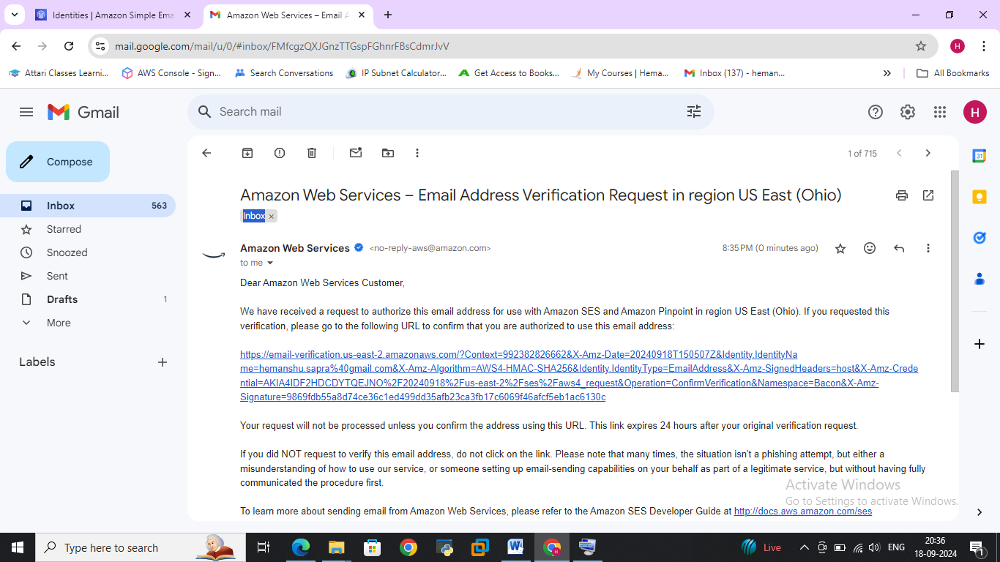 Identities | Amazon Simple Ema
Amazon Web Services – Email A
mail.google.com/mail/u/0/#inbox/FMfcgzQXJGnzTTGspFGhnrFBsCdmrJvV
H
Attari Classes Learni...
AWS Console - Sign...
Search Conversations
IP Subnet Calculator...
Get Access to Books...
My Courses | Hema...
Inbox (137) - heman...
All Bookmarks
Gmail
Search mail
H
Compose
1 of 715
31
Inbox 563
Starred
Snoozed
Sent
Drafts 1
More
Labels
Amazon Web Services – Email Address Verification Request in region US East (Ohio)
Inbox
Amazon Web Services <no-reply-aws@amazon.com> 8:35 PM (0 minutes ago)
to me
Dear Amazon Web Services Customer,
We have received a request to authorize this email address for use with Amazon SES and Amazon Pinpoint in region US East (Ohio). If you requested this
verification, please go to the following URL to confirm that you are authorized to use this email address:
https://email-verification.us-east-2.amazonaws.com/?Context=992382826662&X-Amz-Date=20240918T150507Z&Identity.IdentityNa
me=hemanshu.sapra%40gmail.com&X-Amz-Algorithm=AWS4-HMAC-SHA256&Identity.IdentityType=EmailAddress&X-Amz-SignedHeaders=host&X-Amz-Crede
ntial=AKIA4IDF2HDCDYTQEJNO%2F20240918%2Fus-east-2%2Fses%2Faws4_request&Operation=ConfirmVerification&Namespace=Bacon&X-Amz-
Signature=9869fdb55a8d74ce36c1ed499dd35afb23ca3fb17c6069f46afcf5eb1ac6130c
Your request will not be processed unless you confirm the address using this URL. This link expires 24 hours after your original verification request.
If you did NOT request to verify this email address, do not click on the link. Please note that many times, the situation isn't a phishing attempt, but either a
misunderstanding of how to use our service, or someone setting up email-sending capabilities on your behalf as part of a legitimate service, but without having fully
communicated the procedure first.
To learn more about sending email from Amazon Web Services, please refer to the Amazon SES Developer Guide at http://docs.aws.amazon.com/ses
Activate Windows
Go to Settings to activate Windows.
Type here to search
Live
ENG
20:36
18-09-2024
1